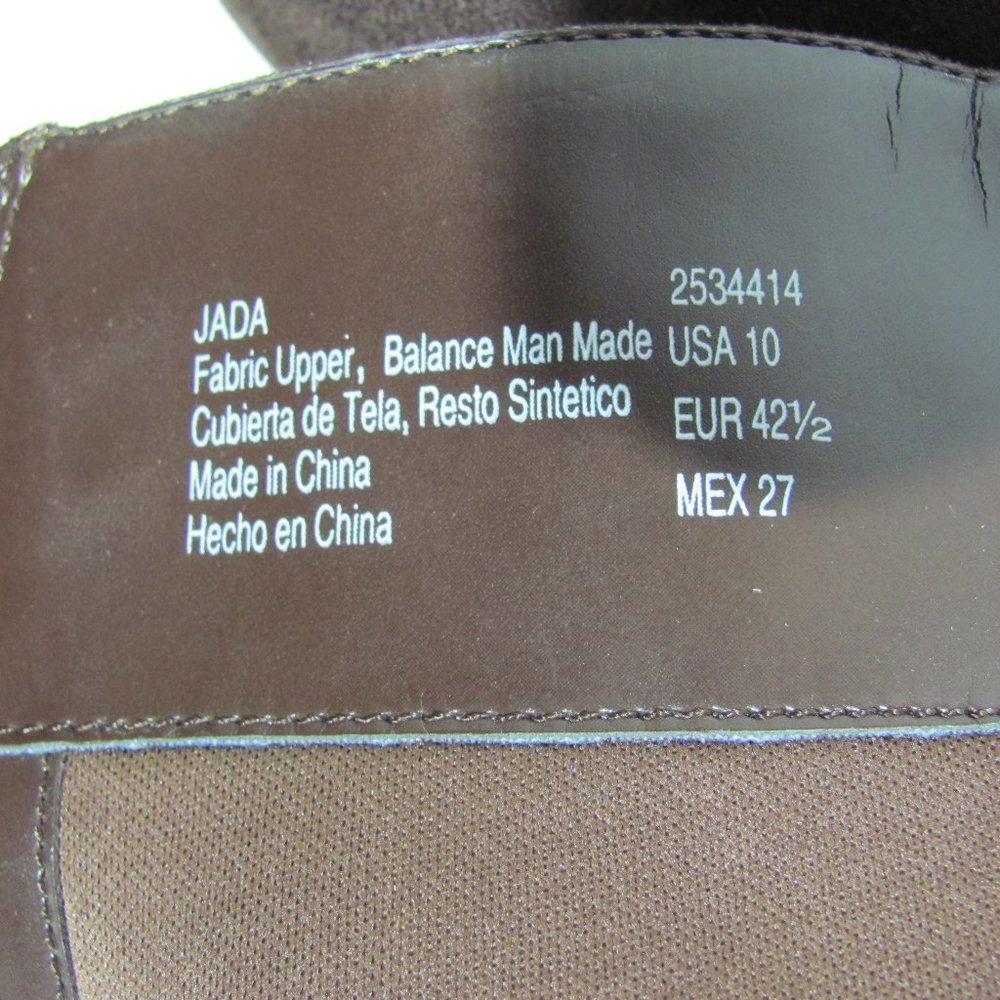 JADA
Fabric Upper, Balance Man Made
Cubierta de Tela, Resto Sintetico
Made in China
Hecho en China
2534414
USA 10
EUR 42½
MEX 27